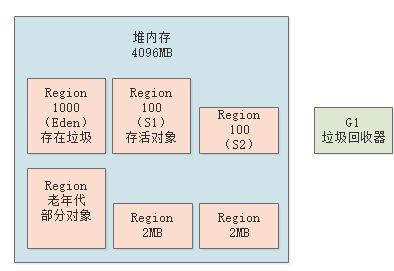 堆内存
4096MB
Region
1000
（Eden）
存在垃圾
Region
100
（S1）
存活对象
Region
100
（S2）
G1
垃圾回收器
Region
老年代
部分对象
Region
2MB
Region
2MB